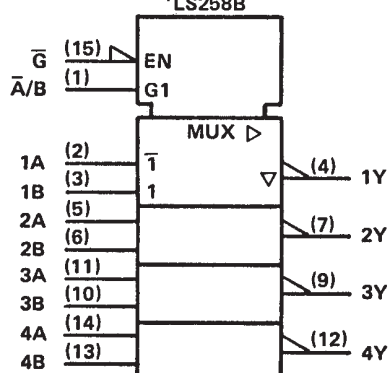 'LS258B
G̅ (15) EN
A̅/B (1) G1
MUX ▷
1A (2) 1̅ (4) 1Y
1B (3) 1 ▽
2A (5) (7) 2Y
2B (6)
3A (11) (9) 3Y
3B (10)
4A (14) (12) 4Y
4B (13)